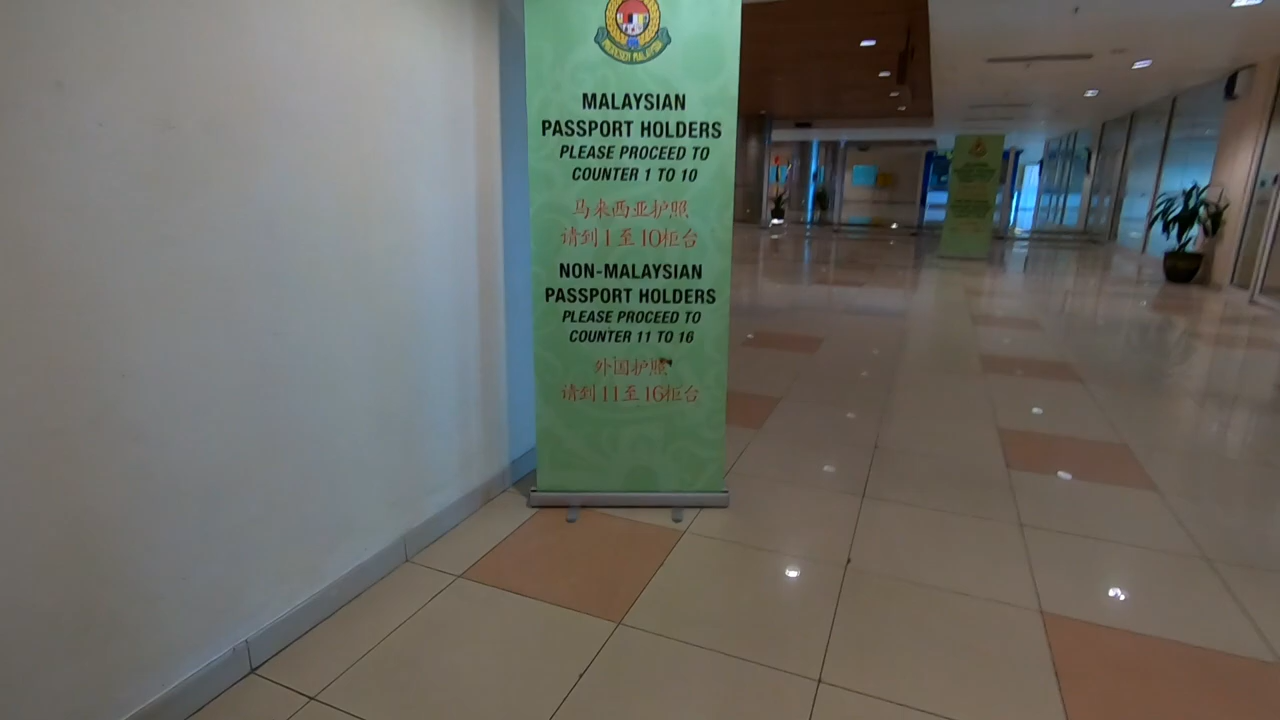 MALAYSIAN
PASSPORT HOLDERS
PLEASE PROCEED TO
COUNTER 1 TO 10
马来西亚护照
请到1至10柜台
NON-MALAYSIAN
PASSPORT HOLDERS
PLEASE PROCEED TO
COUNTER 11 TO 16
外国护照
请到11至16柜台